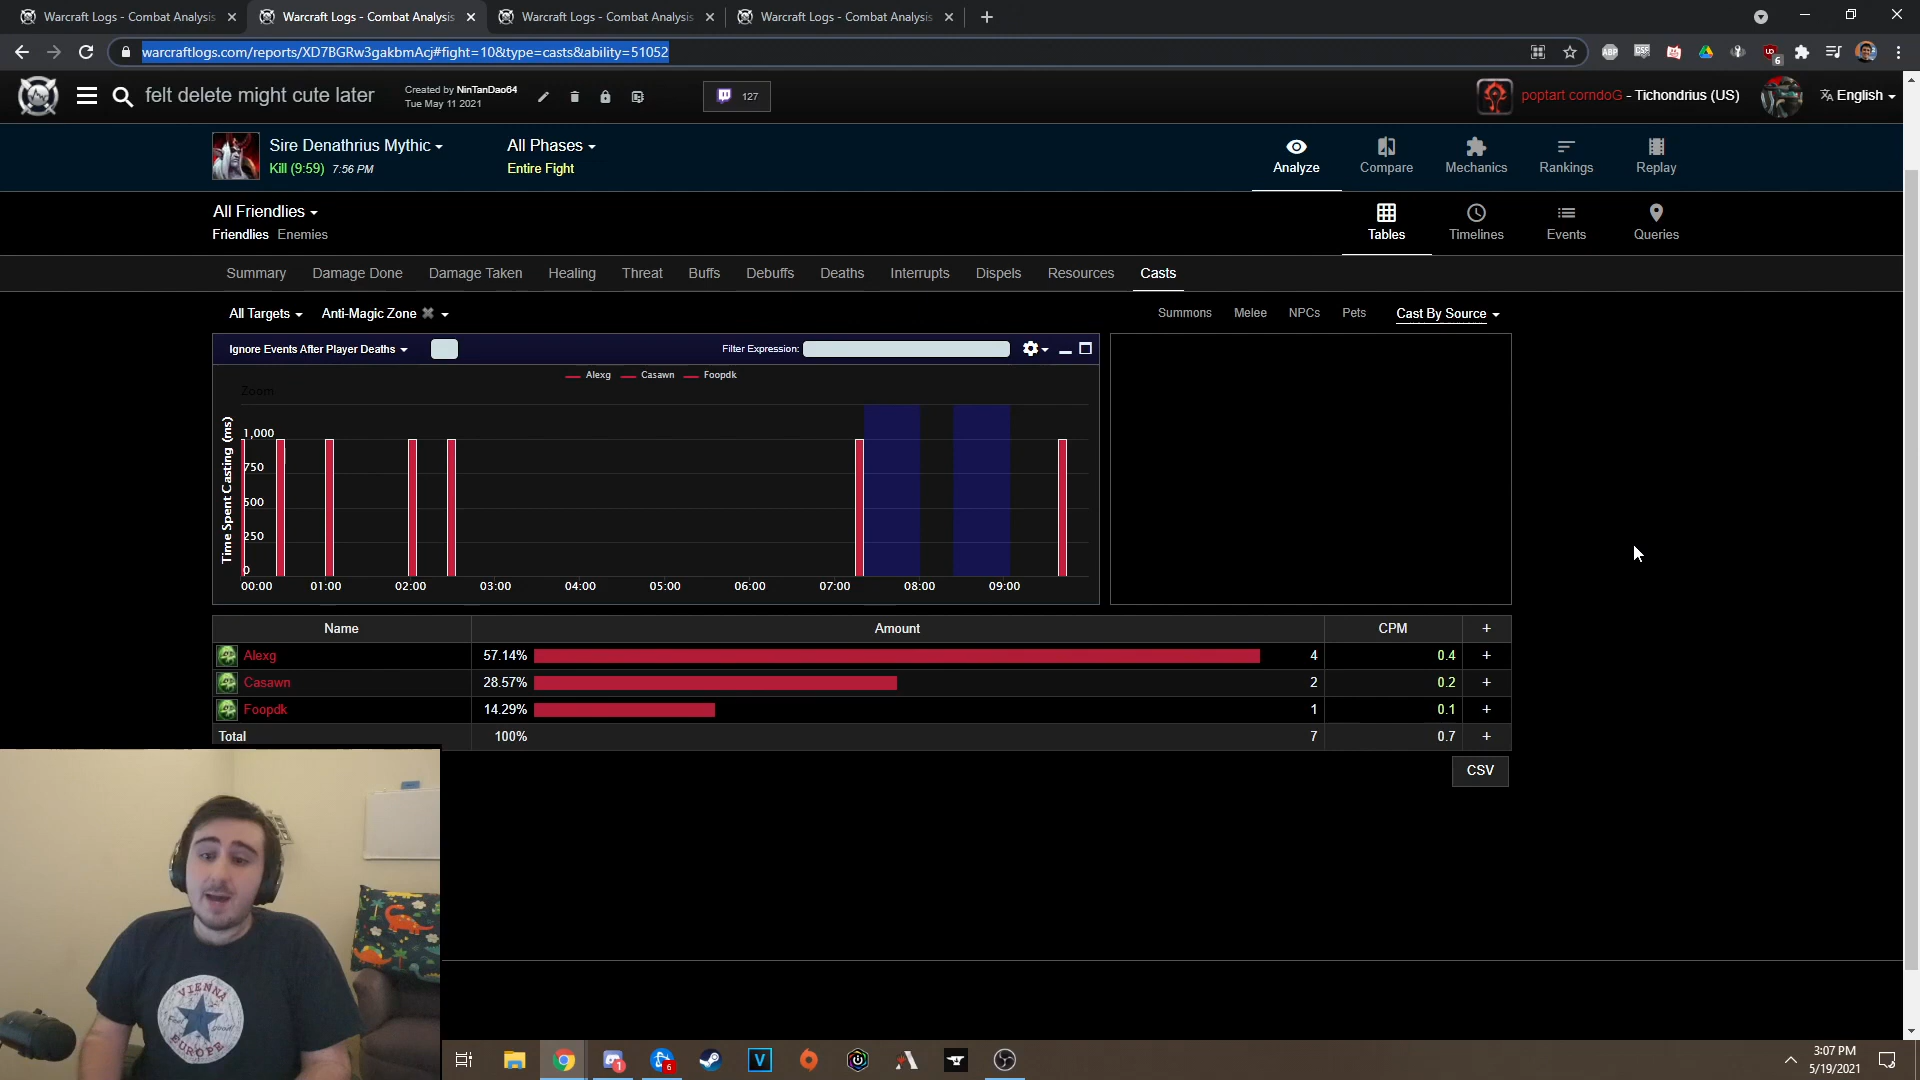 Warcraft Logs - Combat Analysis
Warcraft Logs - Combat Analysis
Warcraft Logs - Combat Analysis
Warcraft Logs - Combat Analysis
warcraftlogs.com/reports/XD7BGRw3gakbmAcj#fight=10&type=casts&ability=51052
ABP
6
felt delete might cute later
Created by NinTanDao64
Tue May 11 2021
127
poptart corndoG - Tichondrius (US)
English
Sire Denathrius Mythic
Kill (9:59) 7:56 PM
All Phases
Entire Fight
Analyze
Compare
Mechanics
Rankings
Replay
All Friendlies
Friendlies Enemies
Tables
Timelines
Events
Queries
Summary Damage Done Damage Taken Healing Threat Buffs Debuffs Deaths Interrupts Dispels Resources Casts
All Targets Anti-Magic Zone
Summons Melee NPCs Pets Cast By Source
Ignore Events After Player Deaths
Filter Expression:
Alexg Casawn Foopdk
Zoom
Time Spent Casting (ms)
1,000
750
500
250
0
00:00 01:00 02:00 03:00 04:00 05:00 06:00 07:00 08:00 09:00
Name Amount CPM +
Alexg 57.14% 4 0.4 +
Casawn 28.57% 2 0.2 +
Foopdk 14.29% 1 0.1 +
Total 100% 7 0.7 +
CSV
VIENNA
EUROPE
1
6
V
3:07 PM
5/19/2021